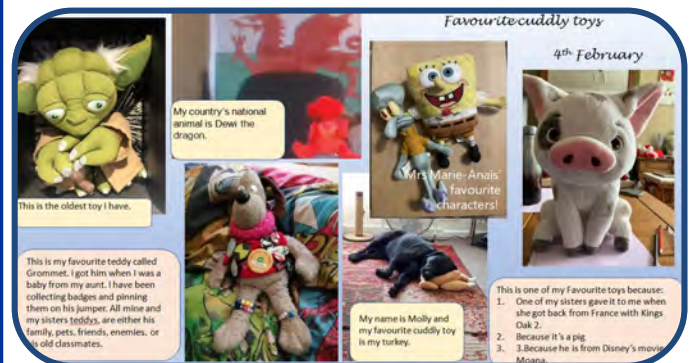 Favourite cuddly toys
4th February
My country's national
animal is Dewi the
dragon.
Mrs Marie-Anaïs'
favourite
characters!
This is the oldest toy I have.
This is my favourite teddy called
Grommet. I got him when I was a
baby from my aunt. I have been
collecting badges and pinning
them on his jumper. All mine and
my sisters teddys, are either his
family, pets, friends, enemies, or
his old classmates.
My name is Molly and
my favourite cuddly toy
is my turkey.
This is one of my Favourite toys because:
1. One of my sisters gave it to me when
she got back from France with Kings
Oak 2.
2. Because it's a pig
3. 3.Because he is from Disney's movie
Moana.